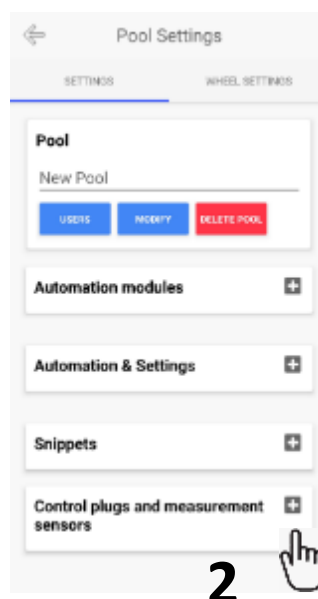 Pool Settings
SETTINGS WHEEL SETTINGS
Pool
New Pool
USERS MODIFY DELETE POOL
Automation modules
Automation & Settings
Snippets
Control plugs and measurement
sensors
2